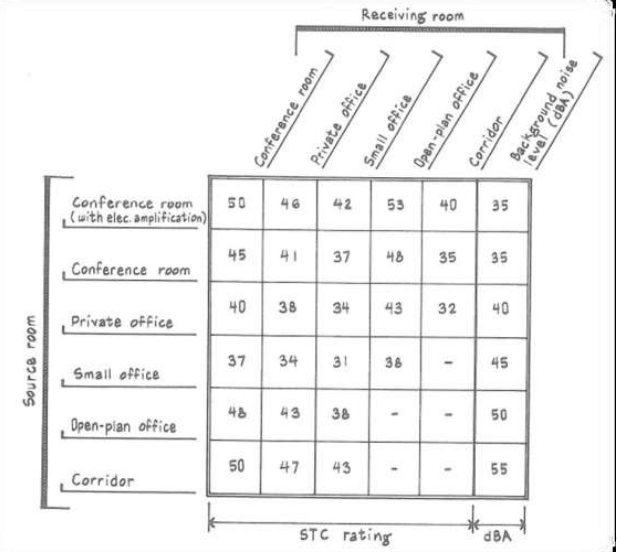 Receiving room
Conference room
Private office
Small office
Open-plan office
Corridor
Background noise
level (dBA)
Source room
Conference room
(with elec. amplification)
50 46 42 53 40 35
Conference room
45 41 37 48 35 35
Private office
40 38 34 43 32 40
Small office
37 34 31 38 - 45
Open-plan office
48 43 38 - - 50
Corridor
50 47 43 - - 55
STC rating
dBA